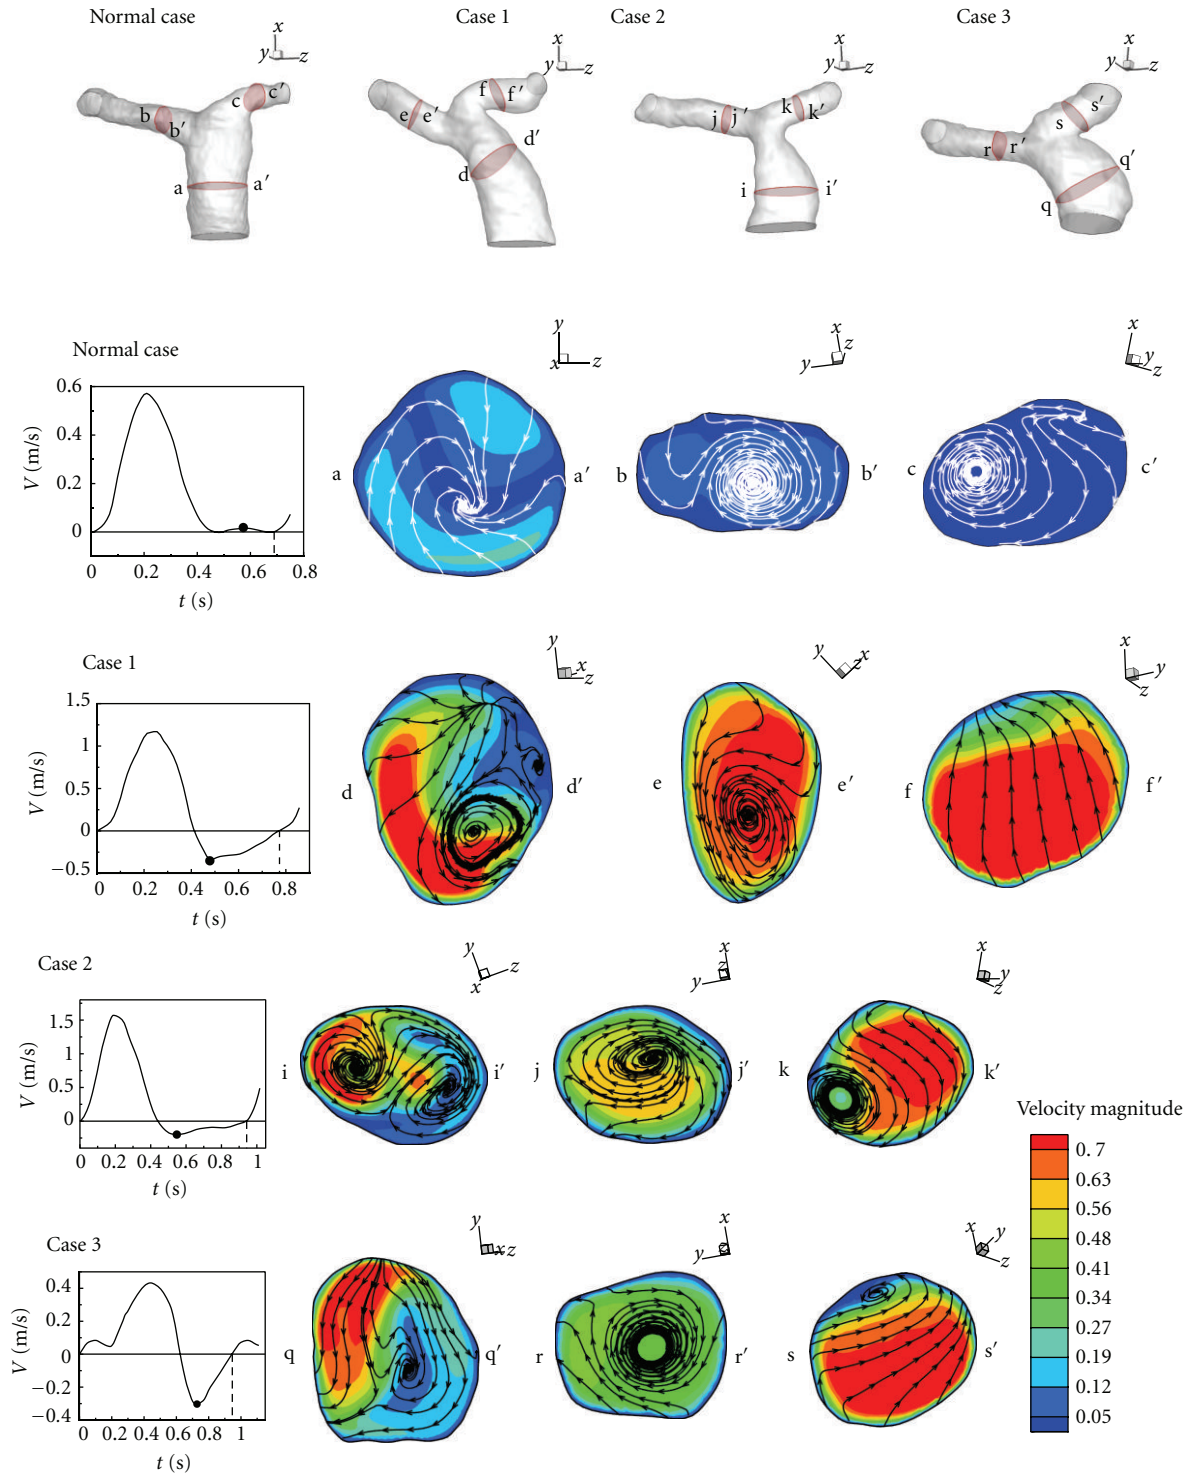 Normal case
Case 1
Case 2
Case 3
x
y z
x
y z
x
y z
x
y z
b b′ c c′
a a′
e e′ f f′
d d′
j j′ k k′
i i′
r r′ s s′
q q′
Normal case
V (m/s)
0.6
0.4
0.2
0
0 0.2 0.4 0.6 0.8
t (s)
a a′
y
x z
b b′
x
z
y
c c′
x
y
z
Case 1
V (m/s)
1.5
1
0.5
0
−0.5
0 0.2 0.4 0.6 0.8
t (s)
d d′
y
x
z
e e′
y
x
z
f f′
x
y
z
Case 2
V (m/s)
1.5
1
0.5
0
0 0.2 0.4 0.6 0.8 1
t (s)
i i′
y
z
x
j j′
x
z
y
k k′
x
y
z
Case 3
V (m/s)
0.4
0.2
0
−0.2
−0.4
0 0.2 0.4 0.6 0.8 1
t (s)
q q′
y
x z
r r′
x
z
y
s s′
x y
z
Velocity magnitude
0.7
0.63
0.56
0.48
0.41
0.34
0.27
0.19
0.12
0.05